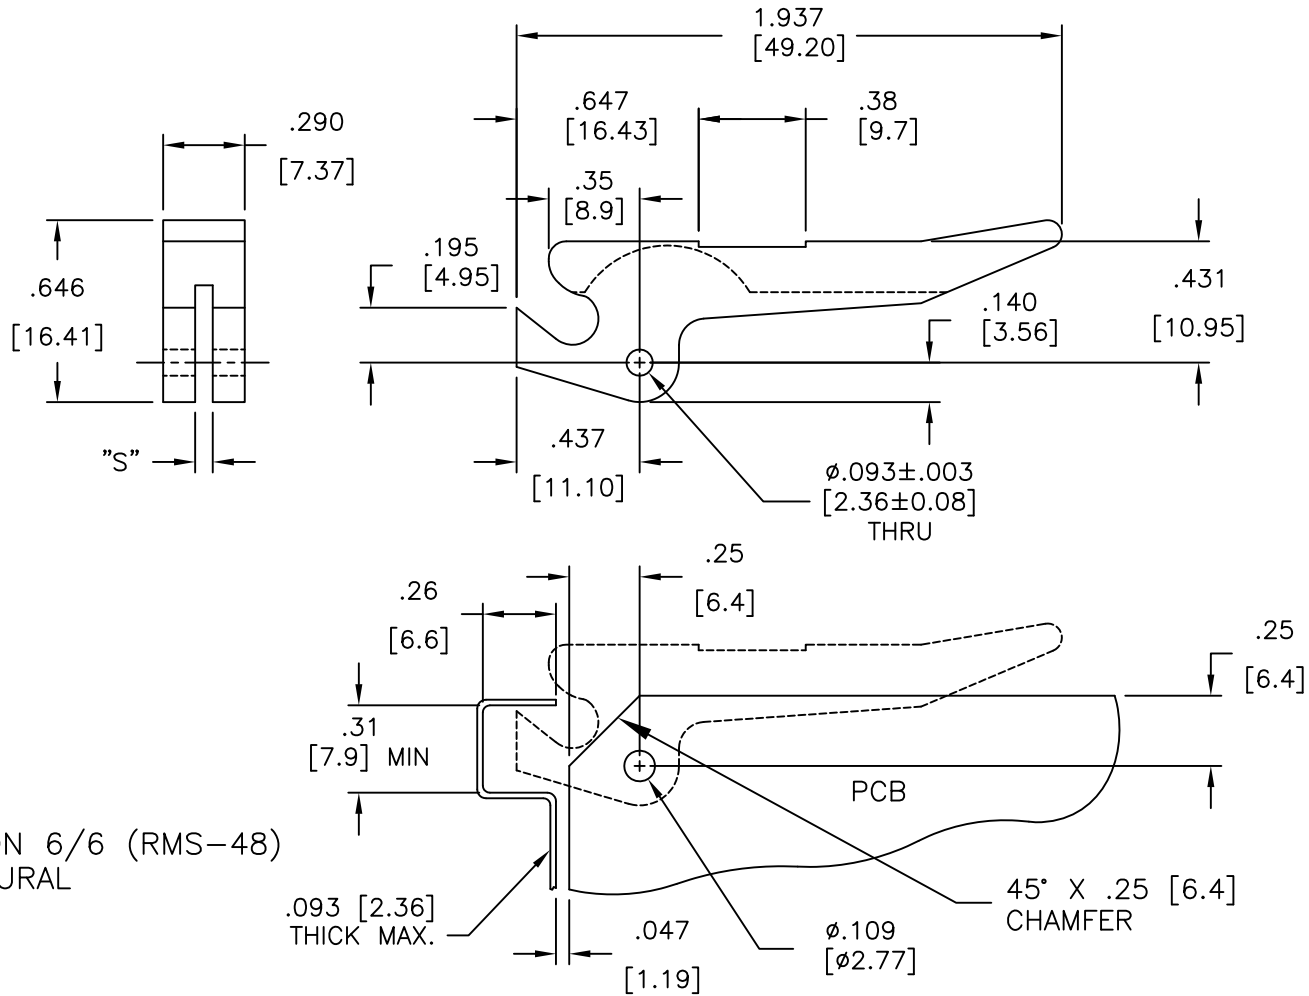 1.937
[49.20]
.647
[16.43]
.38
[9.7]
.290
[7.37]
.35
[8.9]
.195
[4.95]
.646
[16.41]
.431
[10.95]
.140
[3.56]
"S"
.437
[11.10]
ø.093±.003
[2.36±0.08]
THRU
.25
[6.4]
.26
[6.6]
.25
[6.4]
.31
[7.9] MIN
PCB
ON 6/6 (RMS-48)
URAL
.093 [2.36]
THICK MAX.
.047
[1.19]
ø.109
[ø2.77]
45° X .25 [6.4]
CHAMFER